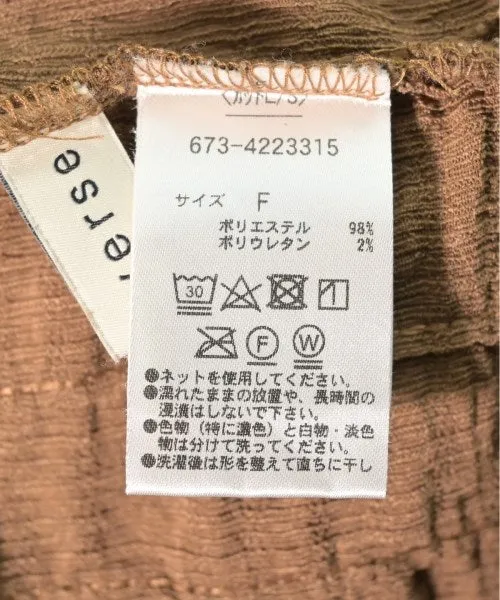 673-4223315
サイズ F
ポリエステル 98%
ポリウレタン 2%
30
F W
●ネットを使用してください。
●濡れたままの放置や、長時間
の浸漬はしないで下さい。
●色物（特に濃色）と白物・淡色
物は分けて洗ってください。
●洗濯後は形を整えて直ちに干し
erse